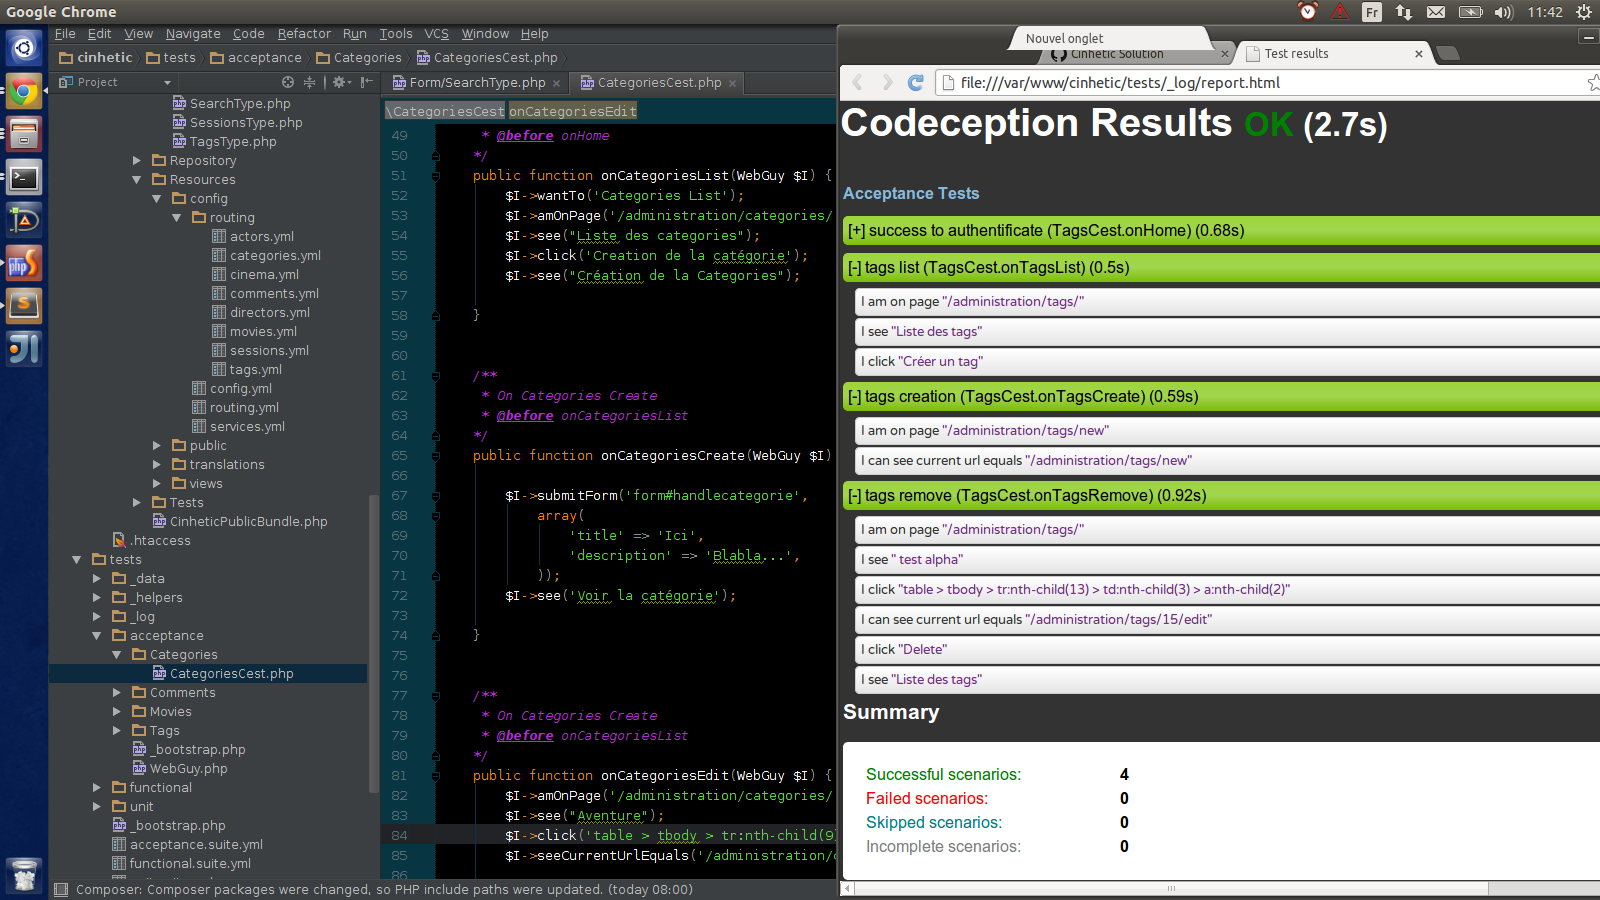 Google Chrome
Fr
11:42
File Edit View Navigate Code Refactor Run Tools VCS Window Help
cinhetic tests acceptance Categories CategoriesCest.php
Project
Form/SearchType.php
CategoriesCest.php
SearchType.php
SessionsType.php
TagsType.php
Repository
Resources
config
routing
actors.yml
categories.yml
cinema.yml
comments.yml
directors.yml
movies.yml
sessions.yml
tags.yml
config.yml
routing.yml
services.yml
public
translations
views
Tests
CinheticPublicBundle.php
.htaccess
tests
_data
_helpers
_log
acceptance
Categories
CategoriesCest.php
Comments
Movies
Tags
_bootstrap.php
WebGuy.php
functional
unit
_bootstrap.php
acceptance.suite.yml
functional.suite.yml
\CategoriesCest onCategoriesEdit
49 * @before onHome
50 */
51 public function onCategoriesList(WebGuy $I) {
52 $I->wantTo('Categories List');
53 $I->amOnPage('/administration/categories/
54 $I->see("Liste des categories");
55 $I->click('Creation de la catégorie');
56 $I->see("Création de la Categories");
57
58 }
59
60
61 /**
62 * On Categories Create
63 * @before onCategoriesList
64 */
65 public function onCategoriesCreate(WebGuy $I)
66
67 $I->submitForm('form#handlecategorie',
68 array(
69 'title' => 'Ici',
70 'description' => 'Blabla...',
71 ));
72 $I->see('Voir la catégorie');
73
74 }
75
76
77 /**
78 * On Categories Create
79 * @before onCategoriesList
80 */
81 public function onCategoriesEdit(WebGuy $I) {
82 $I->amOnPage('/administration/categories/
83 $I->see("Aventure");
84 $I->click('table > tbody > tr:nth-child(9)
85 $I->seeCurrentUrlEquals('/administration/c
86
Composer: Composer packages were changed, so PHP include paths were updated. (today 08:00)
Nouvel onglet
Cinhetic Solution
Test results
file:///var/www/cinhetic/tests/_log/report.html
Codeception Results OK (2.7s)
Acceptance Tests
[+] success to authentificate (TagsCest.onHome) (0.68s)
[-] tags list (TagsCest.onTagsList) (0.5s)
I am on page "/administration/tags/"
I see "Liste des tags"
I click "Créer un tag"
[-] tags creation (TagsCest.onTagsCreate) (0.59s)
I am on page "/administration/tags/new"
I can see current url equals "/administration/tags/new"
[-] tags remove (TagsCest.onTagsRemove) (0.92s)
I am on page "/administration/tags/"
I see " test alpha"
I click "table > tbody > tr:nth-child(13) > td:nth-child(3) > a:nth-child(2)"
I can see current url equals "/administration/tags/15/edit"
I click "Delete"
I see "Liste des tags"
Summary
Successful scenarios: 4
Failed scenarios: 0
Skipped scenarios: 0
Incomplete scenarios: 0